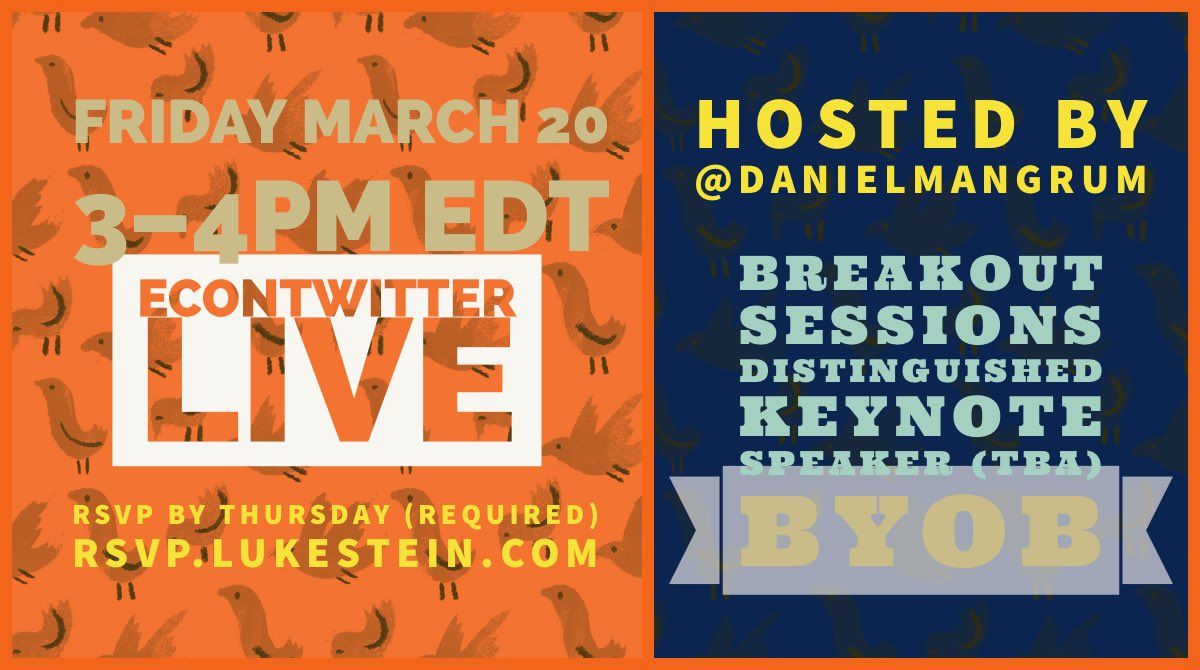 FRIDAY MARCH 20
3–4PM EDT
ECONTWITTER
LIVE
RSVP BY THURSDAY (REQUIRED)
RSVP.LUKESTEIN.COM
HOSTED BY
@DANIELMANGRUM
BREAKOUT
SESSIONS
DISTINGUISHED
KEYNOTE
SPEAKER (TBA)
BYOB